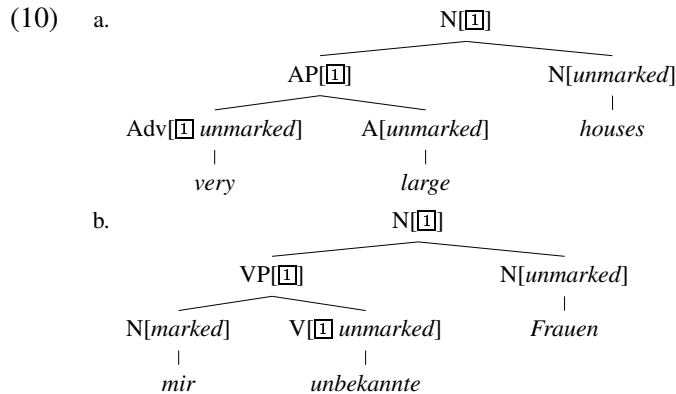 (10) a. N[1]
AP[1] N[unmarked]
Adv[1 unmarked] A[unmarked] houses
very large
b. N[1]
VP[1] N[unmarked]
N[marked] V[1 unmarked] Frauen
mir unbekannte